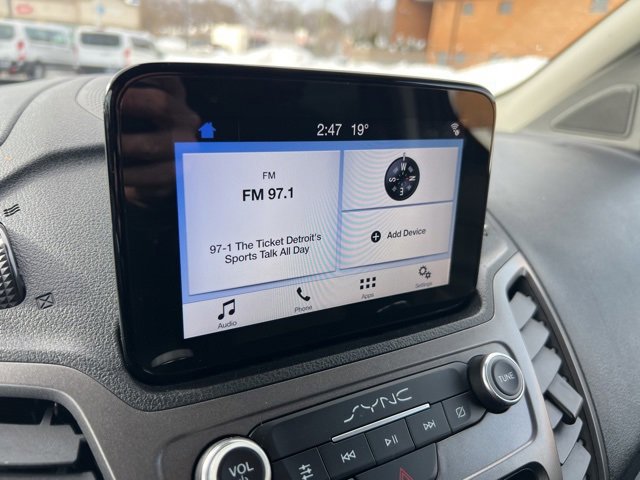 2:47 19°
FM
FM 97.1
97-1 The Ticket Detroit's
Sports Talk All Day
Add Device
Audio
Phone
Apps
Settings
SYNC
TUNE
VOL